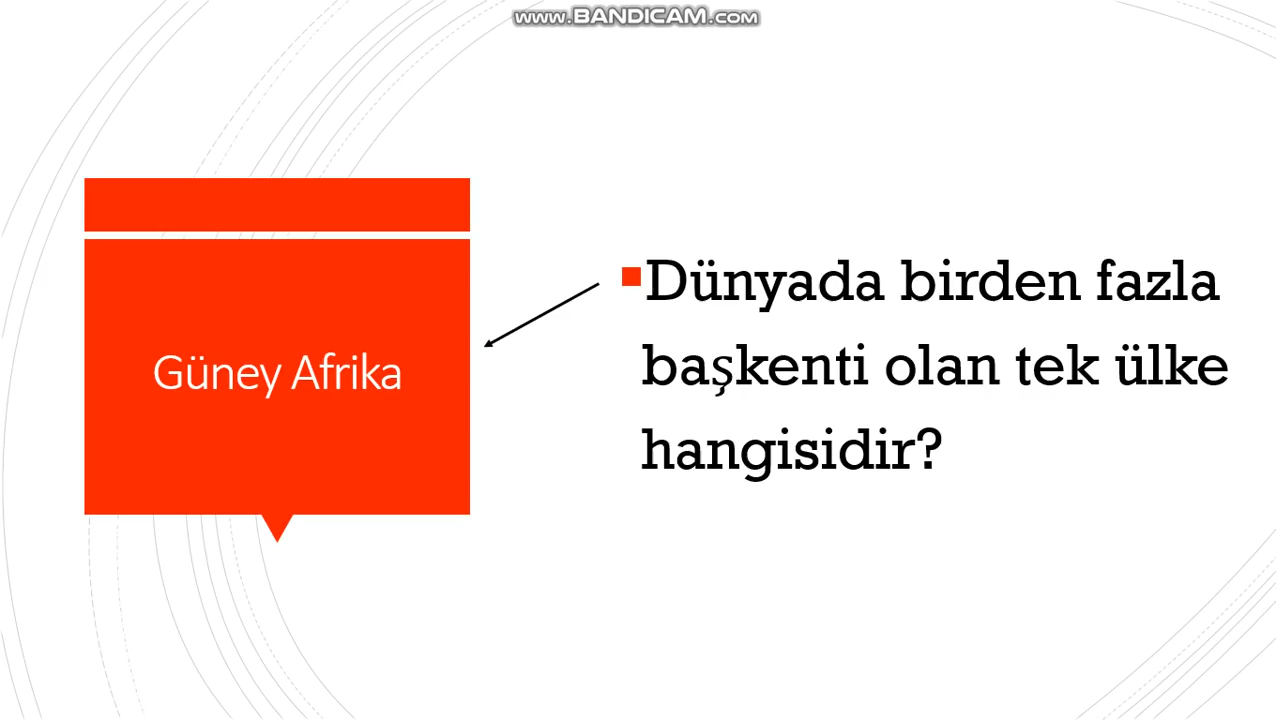 www.BANDICAM.com
Güney Afrika
Dünyada birden fazla
başkenti olan tek ülke
hangisidir?